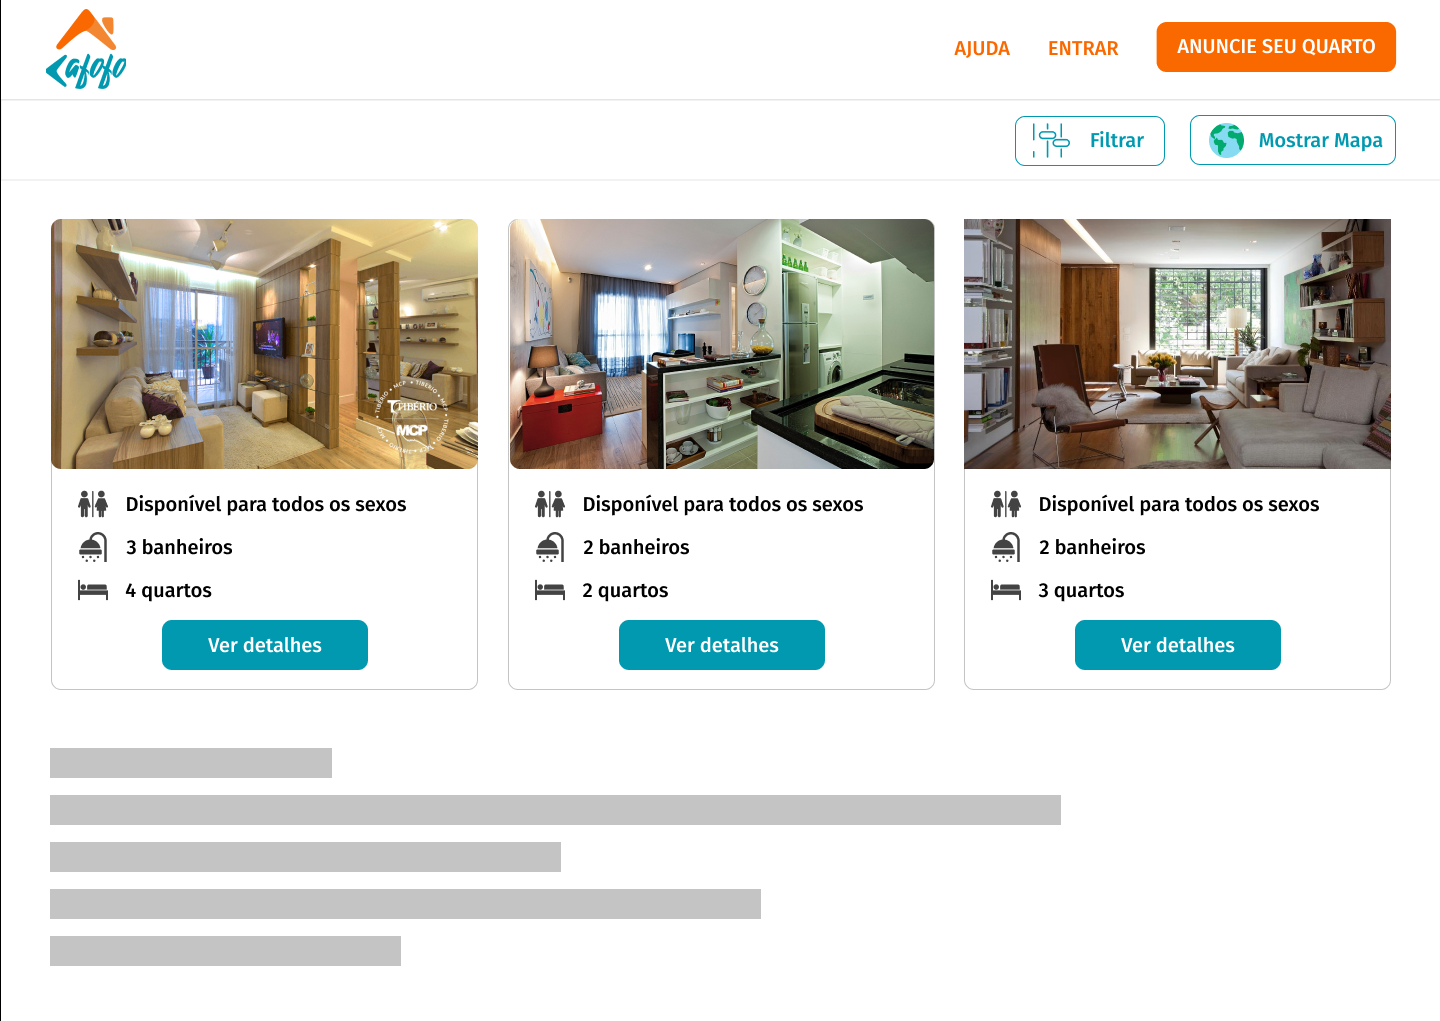 Cafofo
AJUDA
ENTRAR
ANUNCIE SEU QUARTO
Filtrar
Mostrar Mapa
TIBÉRIO
MCP
Disponível para todos os sexos
3 banheiros
4 quartos
Ver detalhes
Disponível para todos os sexos
2 banheiros
2 quartos
Ver detalhes
Disponível para todos os sexos
2 banheiros
3 quartos
Ver detalhes